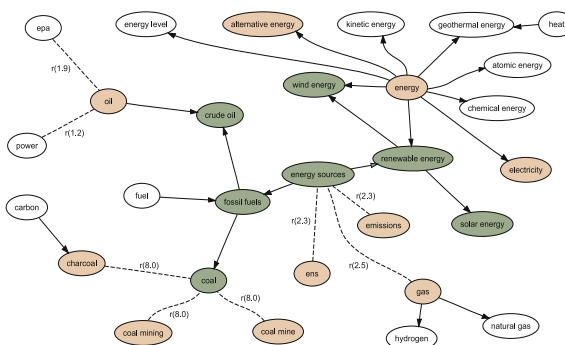 epa
energy level
alternative energy
kinetic energy
geothermal energy
heat
r(1.9)
atomic energy
wind energy
energy
oil
chemical energy
crude oil
r(1.2)
power
renewable energy
energy sources
electricity
fuel
fossil fuels
r(2.3)
carbon
r(2.3)
emissions
solar energy
r(2.5)
charcoal
r(8.0)
coal
ens
gas
r(8.0)
r(8.0)
coal mining
coal mine
natural gas
hydrogen